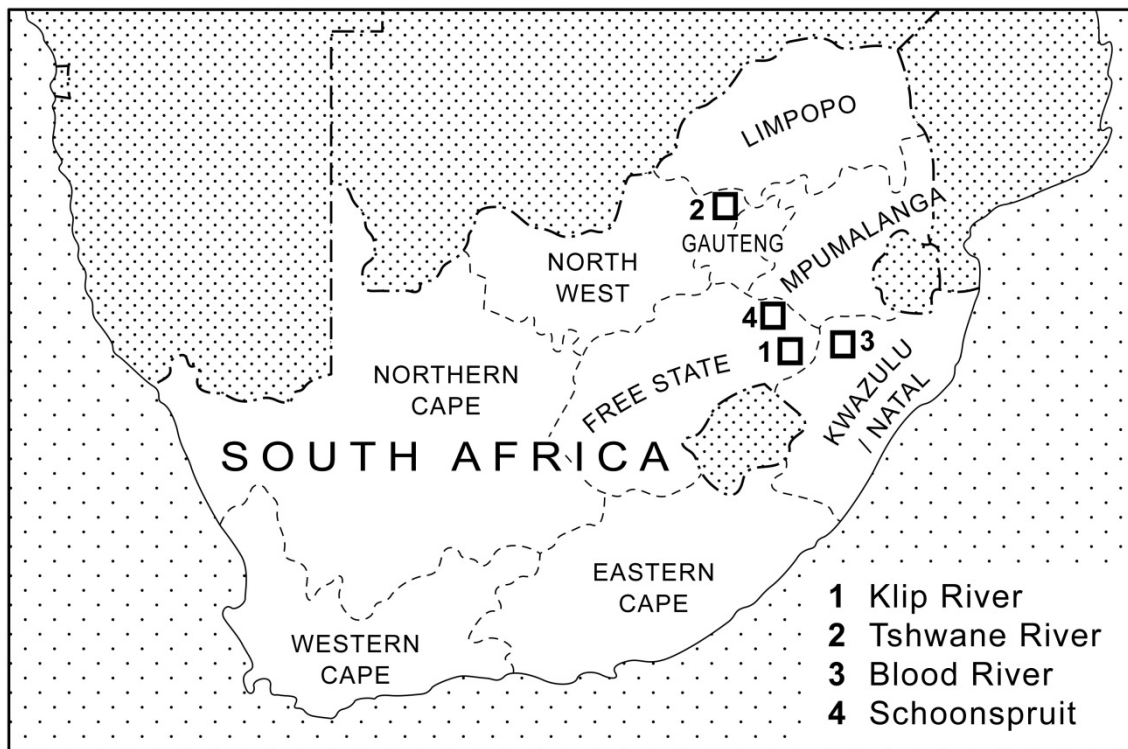 LIMPOPO
2
GAUTENG
MPUMALANGA
NORTH
WEST
4
1
3
NORTHERN
CAPE
FREE STATE
KWAZULU
/ NATAL
SOUTH AFRICA
EASTERN
CAPE
WESTERN
CAPE
1 Klip River
2 Tshwane River
3 Blood River
4 Schoonspruit